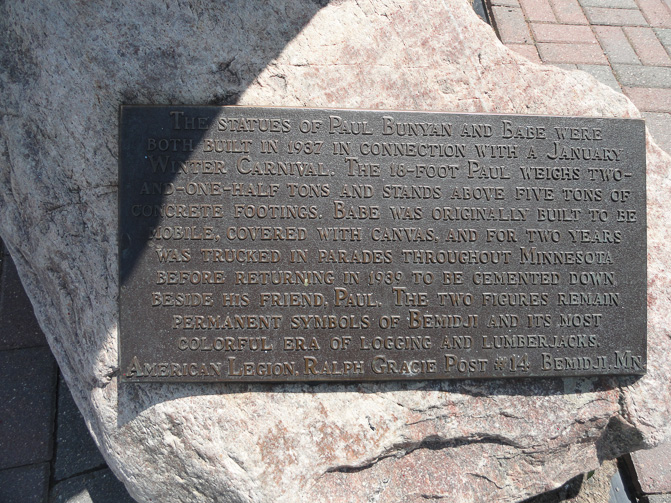 THE STATUES OF PAUL BUNYAN AND BABE WERE
BOTH BUILT IN 1937 IN CONNECTION WITH A JANUARY
WINTER CARNIVAL. THE 18-FOOT PAUL WEIGHS TWO-
AND-ONE-HALF TONS AND STANDS ABOVE FIVE TONS OF
CONCRETE FOOTINGS. BABE WAS ORIGINALLY BUILT TO BE
MOBILE, COVERED WITH CANVAS, AND FOR TWO YEARS
WAS TRUCKED IN PARADES THROUGHOUT MINNESOTA
BEFORE RETURNING IN 1939 TO BE CEMENTED DOWN
BESIDE HIS FRIEND, PAUL. THE TWO FIGURES REMAIN
PERMANENT SYMBOLS OF BEMIDJI AND ITS MOST
COLORFUL ERA OF LOGGING AND LUMBERJACKS.
AMERICAN LEGION, RALPH GRACIE POST #14 BEMIDJI, MN